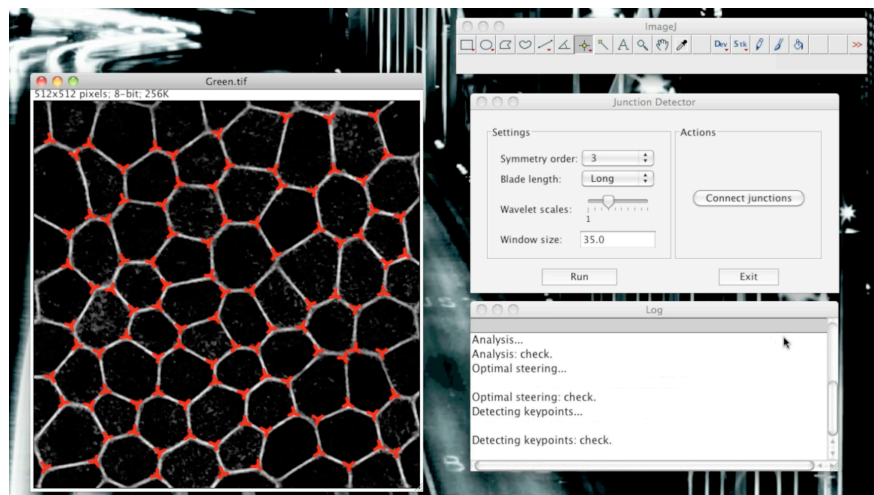 ImageJ
Dev Stk >>
Green.tif
512x512 pixels; 8-bit; 256K
Junction Detector
Settings
Actions
Symmetry order: 3
Blade length: Long
Wavelet scales:
1
Connect junctions
Window size: 35.0
Run
Exit
Log
Analysis...
Analysis: check.
Optimal steering...
Optimal steering: check.
Detecting keypoints...
Detecting keypoints: check.